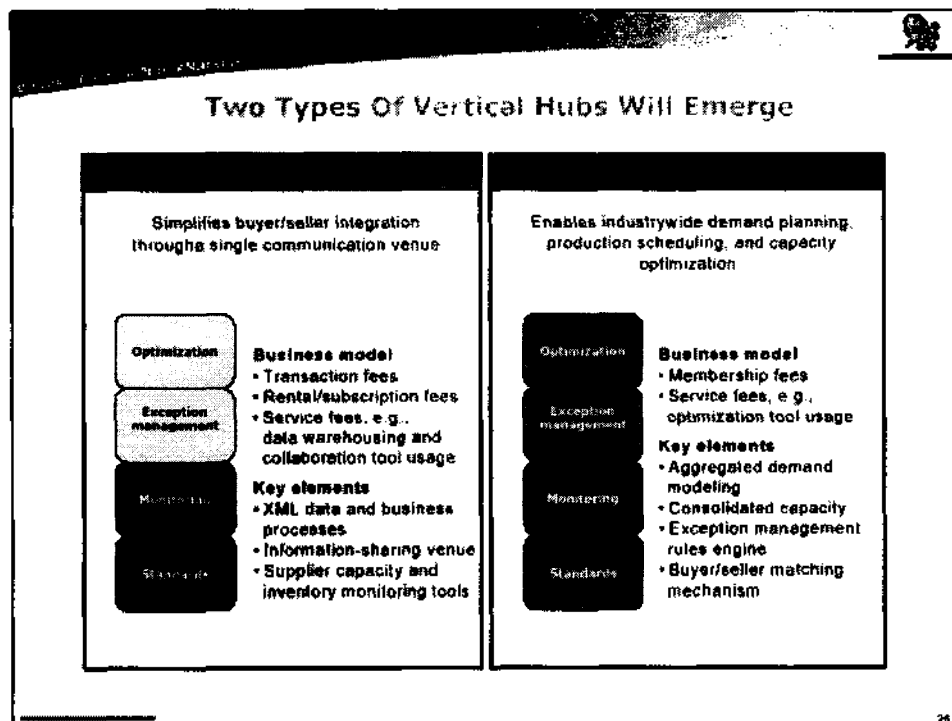 Two Types Of Vertical Hubs Will Emerge
Simplifies buyer/seller integration
through a single communication venue
Optimization
Exception
management
Monitoring
Standards
Business model
• Transaction fees
• Rental/subscription fees
• Service fees, e.g.,
data warehousing and
collaboration tool usage
Key elements
• XML data and business
processes
• Information-sharing venue
• Supplier capacity and
inventory monitoring tools
Enables industrywide demand planning,
production scheduling, and capacity
optimization
Optimization
Exception
management
Monitoring
Standards
Business model
• Membership fees
• Service fees, e.g.,
optimization tool usage
Key elements
• Aggregated demand
modeling
• Consolidated capacity
• Exception management
rules engine
• Buyer/seller matching
mechanism